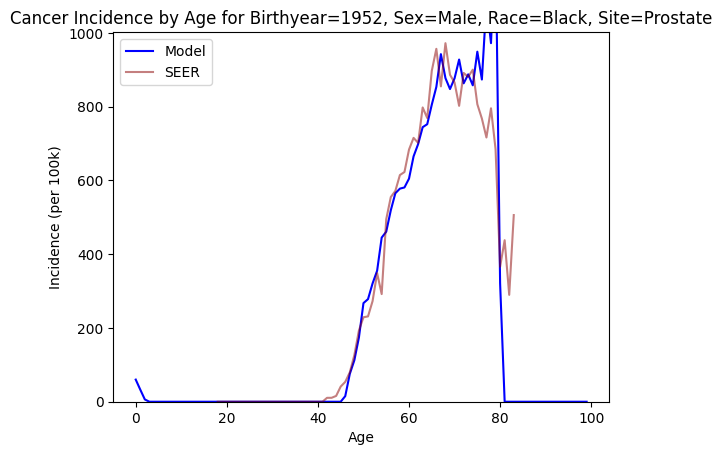 Cancer Incidence by Age for Birthyear=1952, Sex=Male, Race=Black, Site=Prostate
Model
SEER
Incidence (per 100k)
1000
800
600
400
200
0
0 20 40 60 80 100
Age